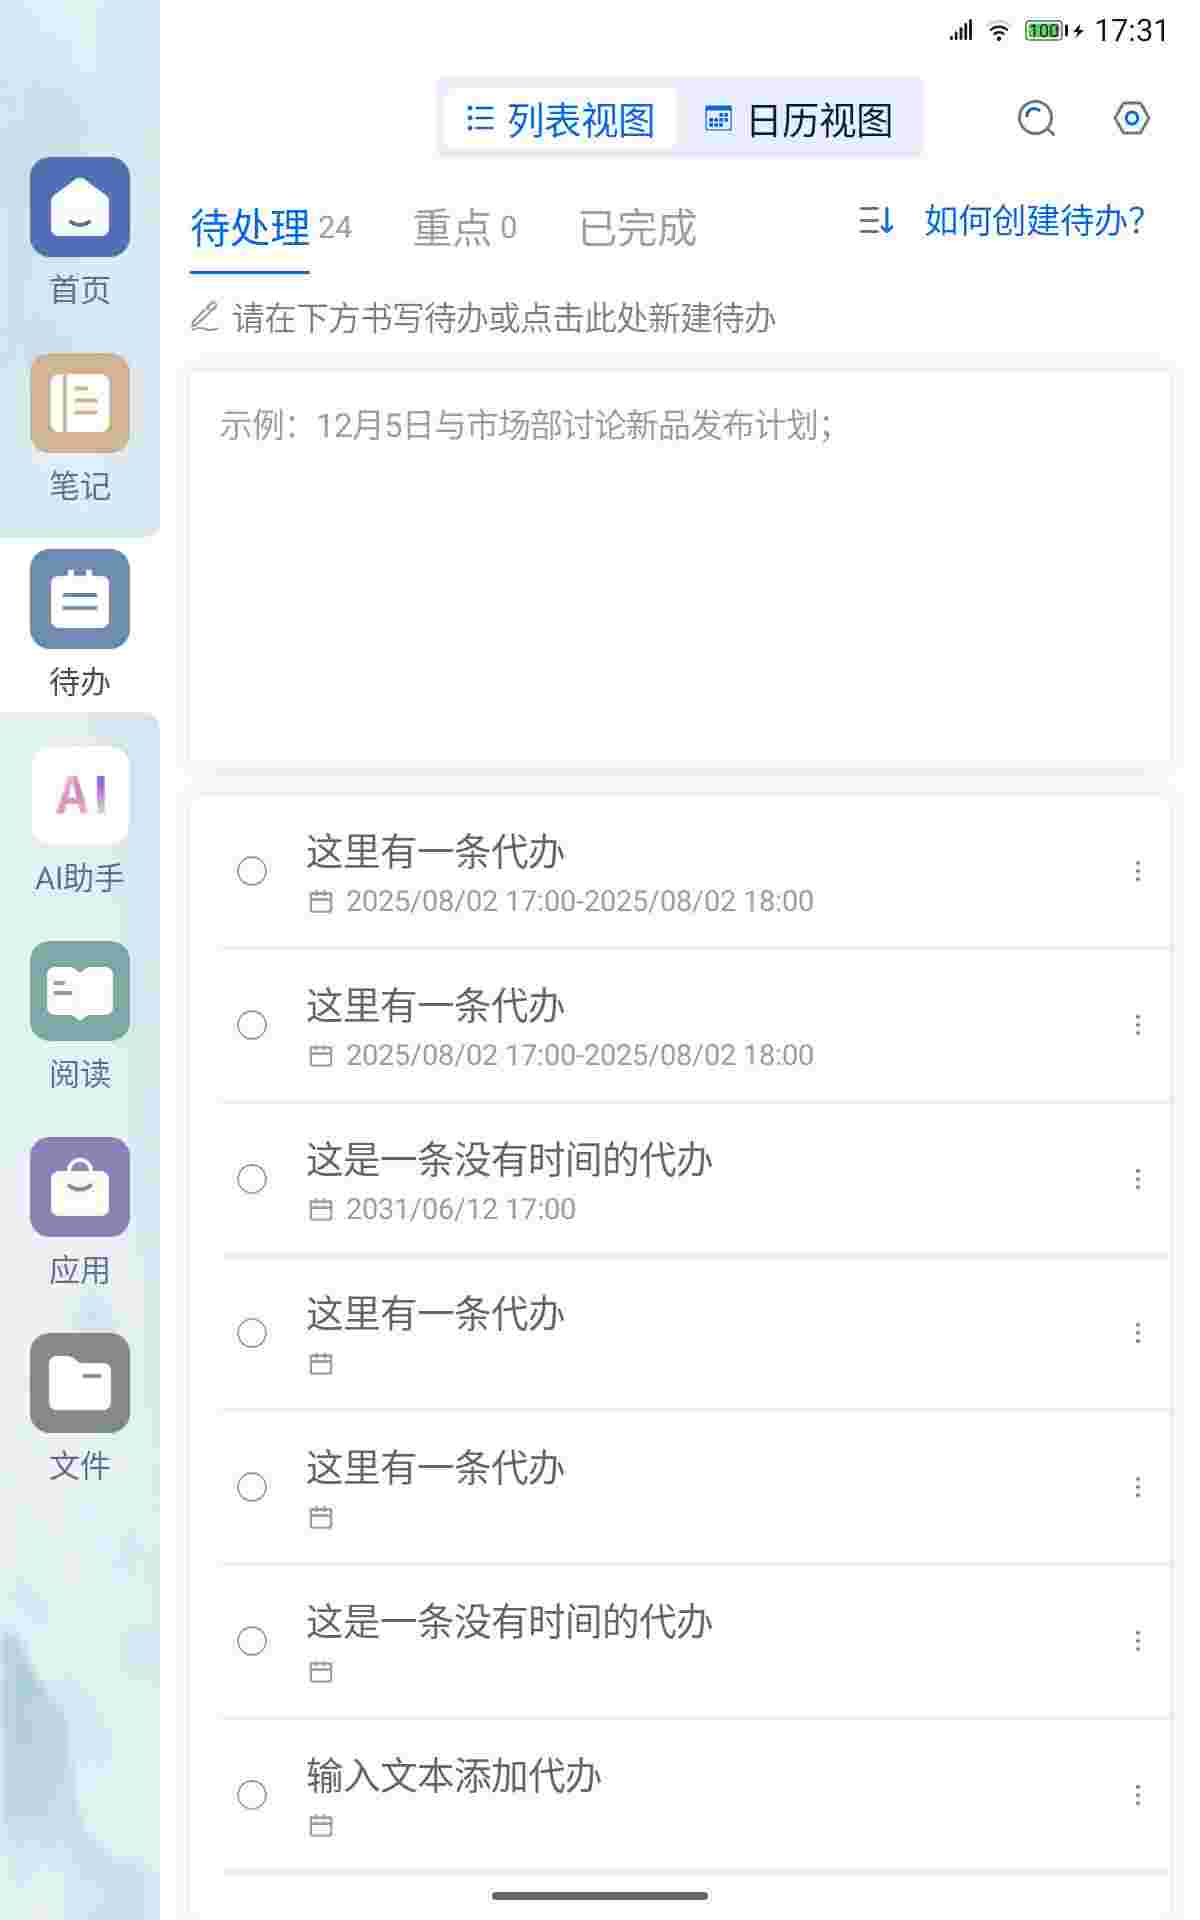 100 17:31
列表视图 日历视图
待处理 24 重点 0 已完成 如何创建待办?
请在下方书写待办或点击此处新建待办
示例：12月5日与市场部讨论新品发布计划；
首页
笔记
待办
AI
AI助手
阅读
应用
文件
这里有一条代办
2025/08/02 17:00-2025/08/02 18:00
这里有一条代办
2025/08/02 17:00-2025/08/02 18:00
这是一条没有时间的代办
2031/06/12 17:00
这里有一条代办
这里有一条代办
这是一条没有时间的代办
输入文本添加代办